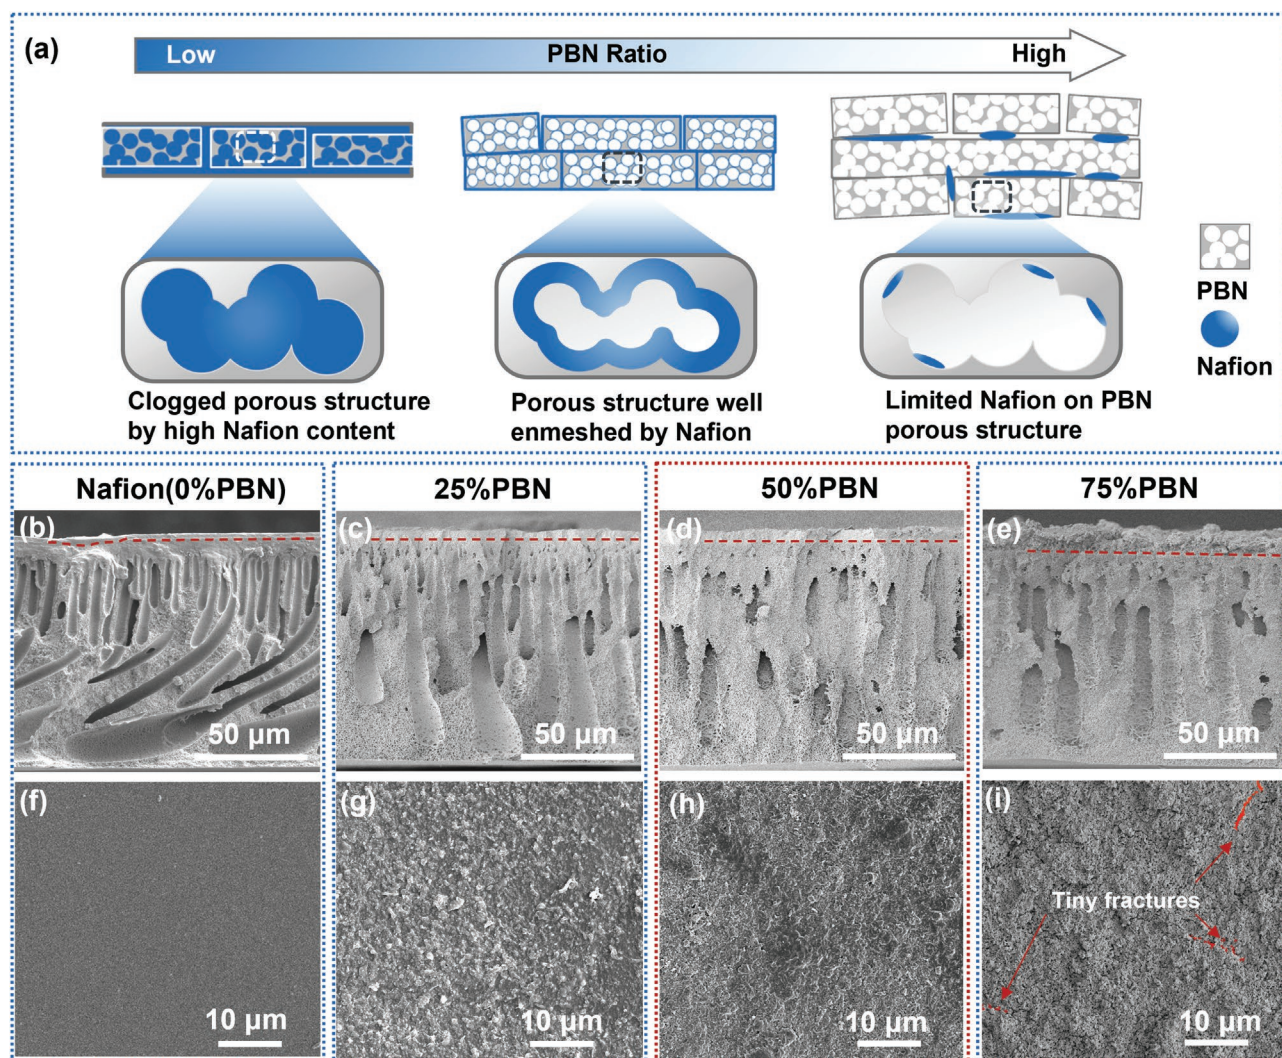 (a)
Low
PBN Ratio
High
Clogged porous structure
by high Nafion content
Porous structure well
enmeshed by Nafion
Limited Nafion on PBN
porous structure
PBN
Nafion
Nafion(0%PBN)
25%PBN
50%PBN
75%PBN
(b)
50 µm
(c)
50 µm
(d)
50 µm
(e)
50 µm
(f)
10 µm
(g)
10 µm
(h)
10 µm
(i)
Tiny fractures
10 µm